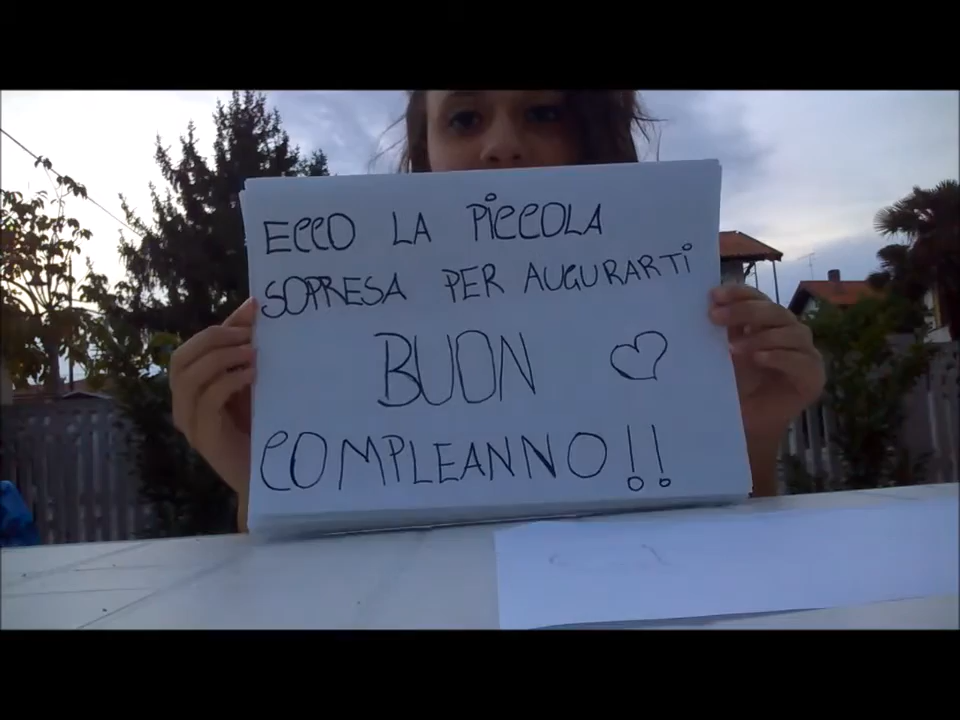 ECCO LA PICCOLA
SOPRESA PER AUGURARTI
BUON ♡
COMPLEANNO!!